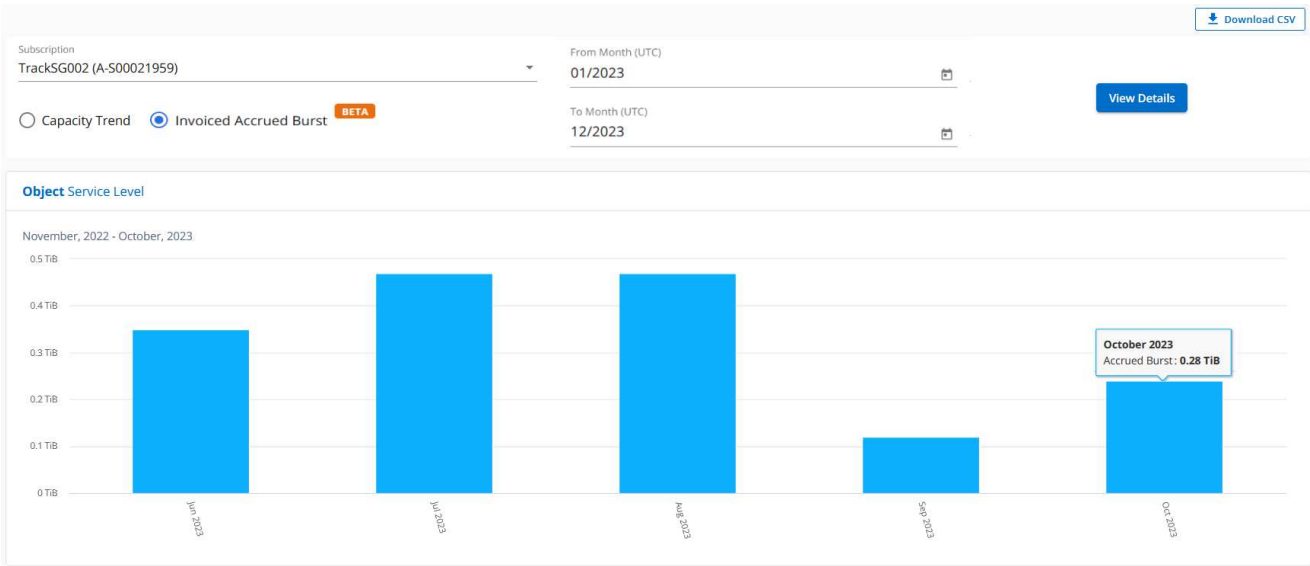 Download CSV
Subscription
TrackSG002 (A-S00021959)
From Month (UTC)
01/2023
View Details
Capacity Trend
Invoiced Accrued Burst
BETA
To Month (UTC)
12/2023
Object Service Level
November, 2022 - October, 2023
0.5 TiB
0.4 TiB
0.3 TiB
0.2 TiB
0.1 TiB
0 TiB
October 2023
Accrued Burst: 0.28 TiB
Jun 2023
Jul 2023
Aug 2023
Sep 2023
Oct 2023